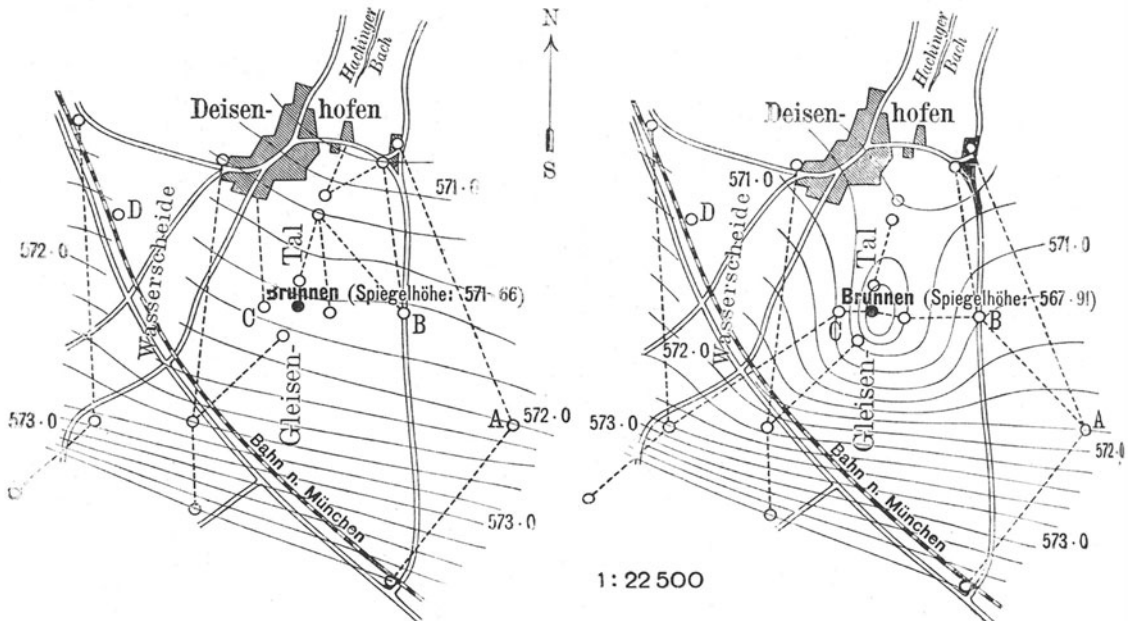 N
S
Hachinger
Bach
Deisen-
hofen
571·0
D
Wasserscheide
572·0
Tal
Brunnen (Spiegelhöhe: 571·66)
C
B
Gleisen-
573·0
A
572·0
Bahn n. München
573·0
Hachinger
Bach
Deisen-
hofen
571·0
D
Wasserscheide
Tal
571·0
Brunnen (Spiegelhöhe: 567·91)
C
B
572·0
Gleisen-
573·0
A
572·0
Bahn n. München
573·0
1:22500